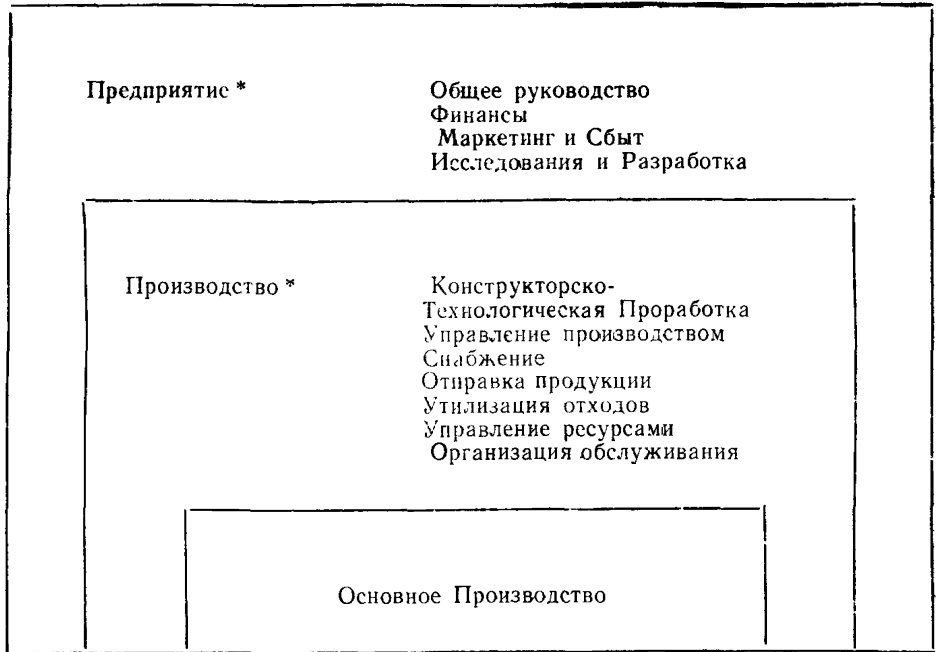 Предприятие * Общее руководство
Финансы
Маркетинг и Сбыт
Исследования и Разработка
Производство * Конструкторско-
Технологическая Проработка
Управление производством
Снабжение
Отправка продукции
Утилизация отходов
Управление ресурсами
Организация обслуживания
Основное Производство